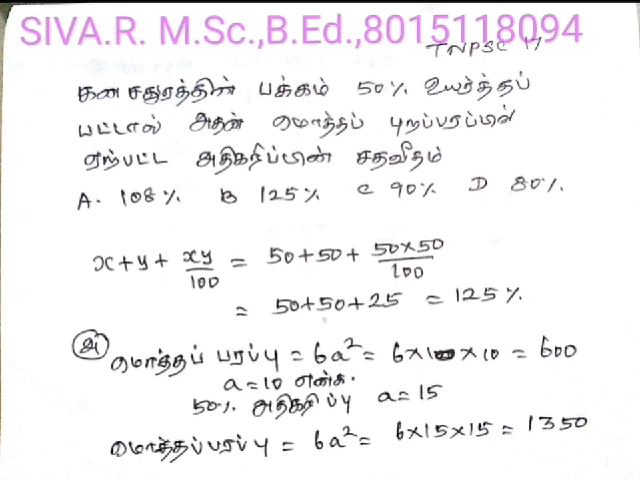 SIVA.R. M.Sc.,B.Ed.,8015118094
TNPSC 17
கன சதுரத்தின் பக்கம் 50% உயர்த்தப்
பட்டால் அதன் மொத்தப் புறப்பரப்பில்
ஏற்பட்ட அதிகரிப்பின் சதவீதம்
A. 108% B 125% C 90% D 80%.
x+y+ xy/100 = 50+50+ 50×50/100
= 50+50+25 = 125%.
மொத்தப் பரப்பு = 6a² = 6×10×10 = 600
a=10 என்க.
50% அதிகரிப்பு a=15
மொத்தப்பரப்பு = 6a² = 6×15×15 = 1350